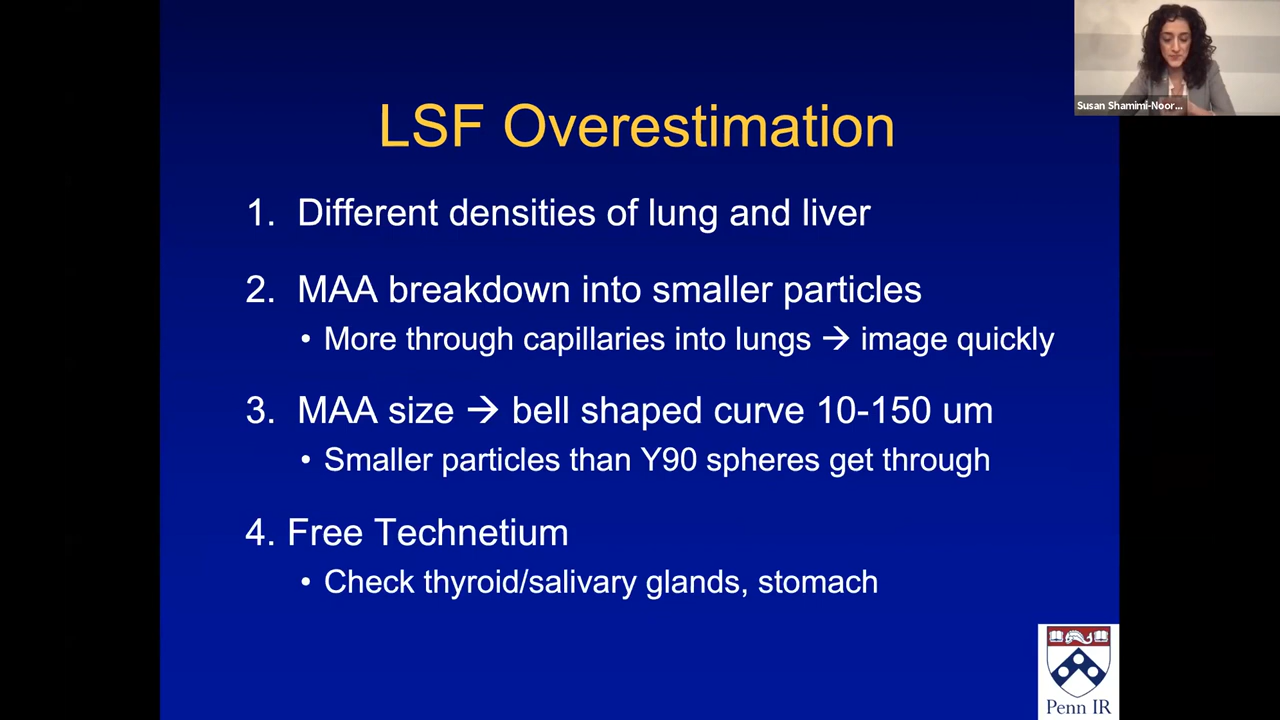 LSF Overestimation
1. Different densities of lung and liver
2. MAA breakdown into smaller particles
• More through capillaries into lungs → image quickly
3. MAA size → bell shaped curve 10-150 um
• Smaller particles than Y90 spheres get through
4. Free Technetium
• Check thyroid/salivary glands, stomach
Susan Shamimi-Noor...
Penn IR